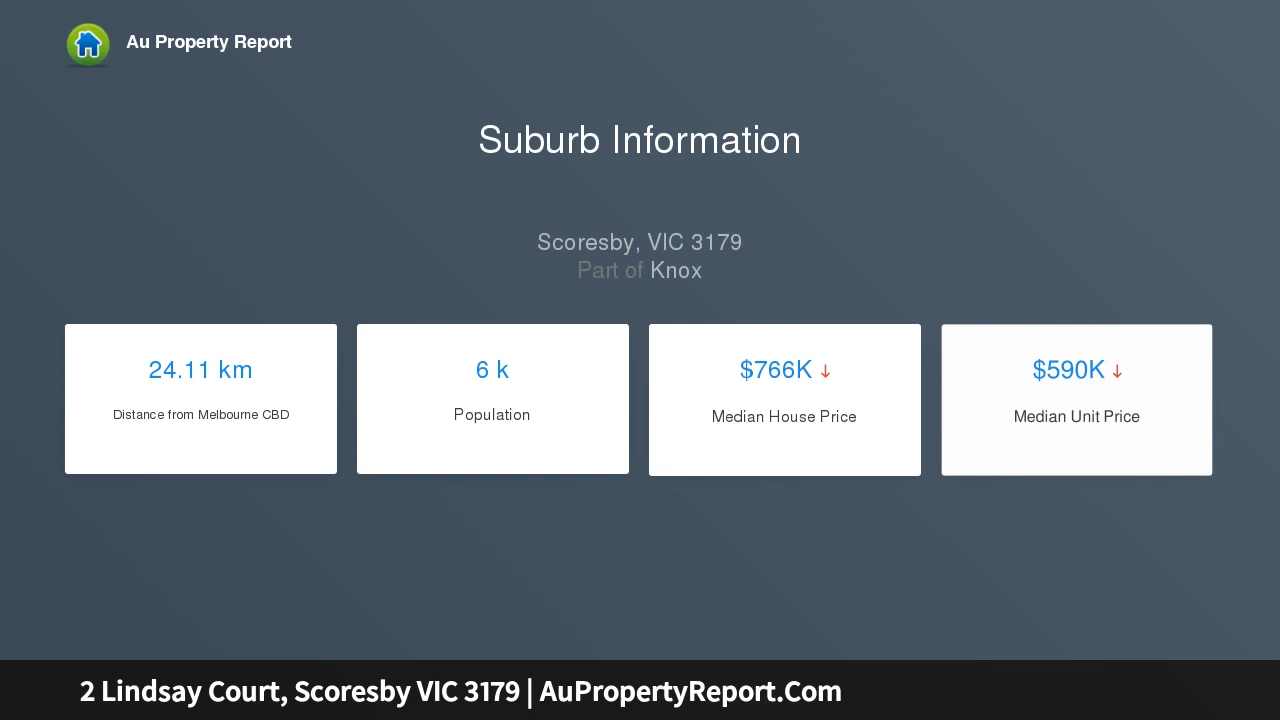 Au Property Report
Suburb Information
Scoresby, VIC 3179
Part of Knox
24.11 km
Distance from Melbourne CBD
6 k
Population
$766K ↓
Median House Price
$590K ↓
Median Unit Price
2 Lindsay Court, Scoresby VIC 3179 | AuPropertyReport.Com